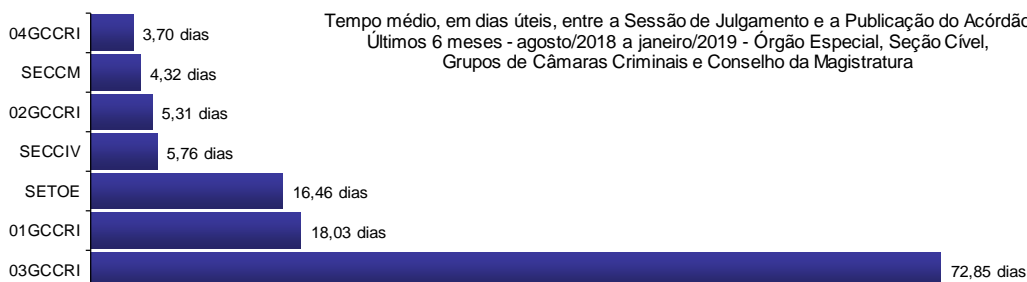 Tempo médio, em dias úteis, entre a Sessão de Julgamento e a Publicação do Acórdão
Últimos 6 meses - agosto/2018 a janeiro/2019 - Órgão Especial, Seção Cível,
Grupos de Câmaras Criminais e Conselho da Magistratura
04GCCRI 3,70 dias
SECCM 4,32 dias
02GCCRI 5,31 dias
SECCIV 5,76 dias
SETOE 16,46 dias
01GCCRI 18,03 dias
03GCCRI 72,85 dias